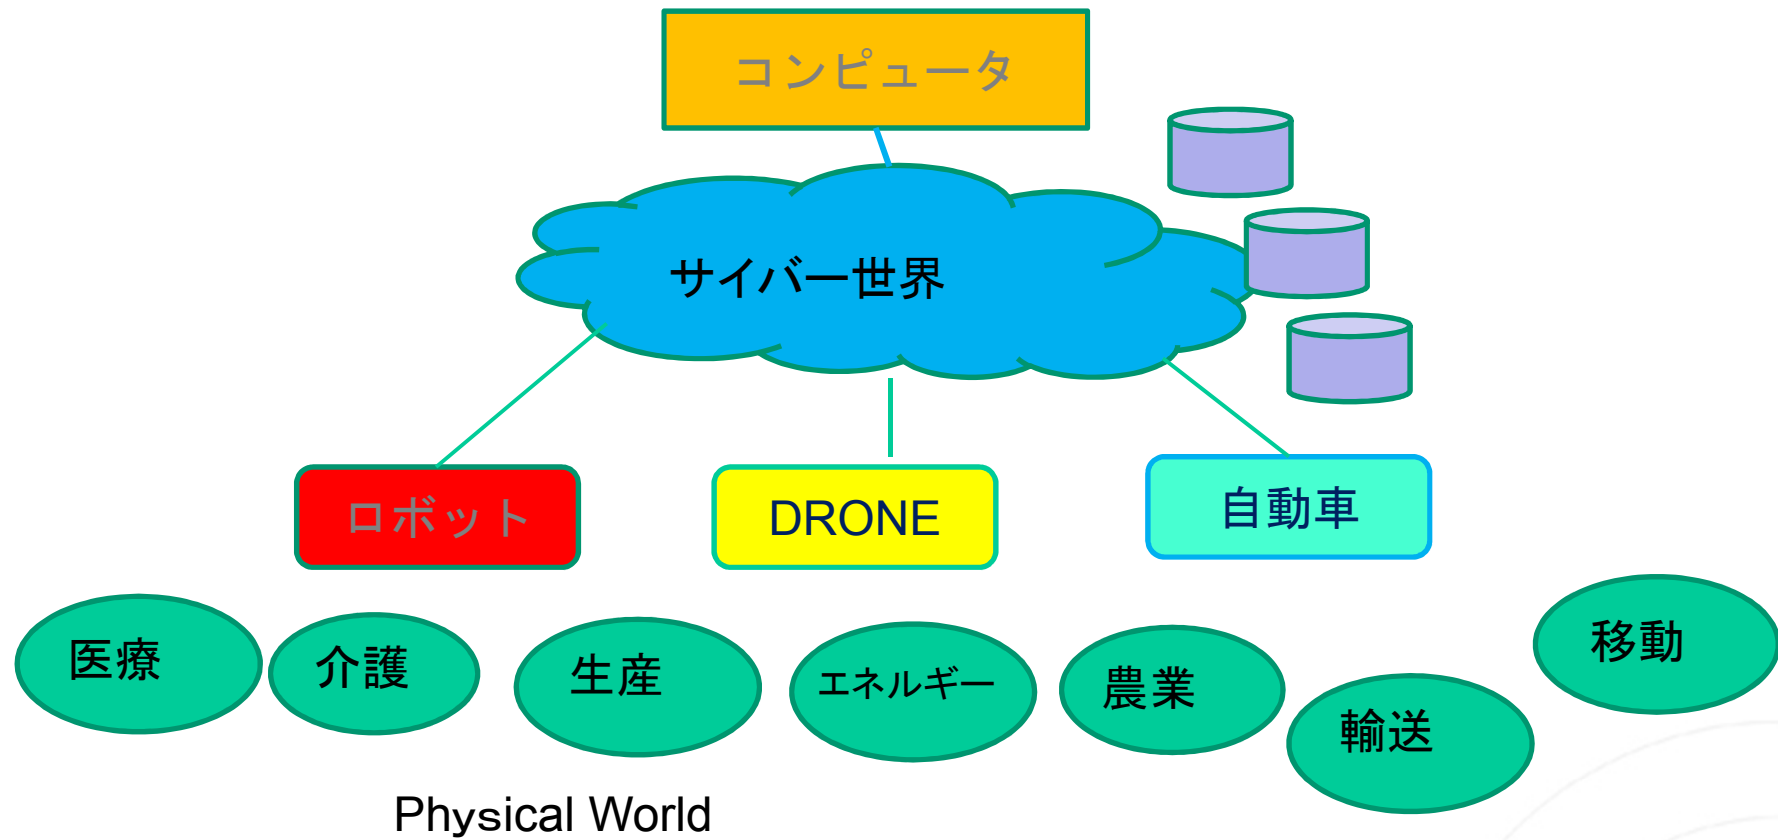 コンピュータ
サイバー世界
ロボット
DRONE
自動車
医療
介護
生産
エネルギー
農業
輸送
移動
Physical World